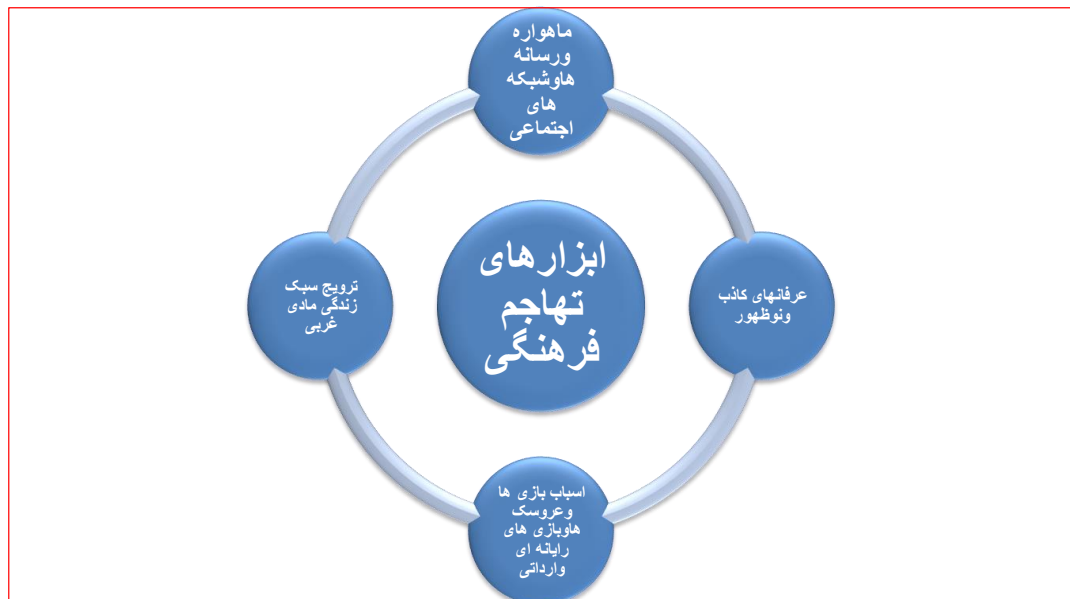 ماهواره
ورسانه
هاوشبکه
های
اجتماعی
ابزارهای
تهاجم
فرهنگی
عرفانهای کاذب
ونوظهور
اسباب بازی ها
وعروسک
هاوبازی های
رایانه ای
وارداتی
ترویج سبک
زندگی مادی
غربی